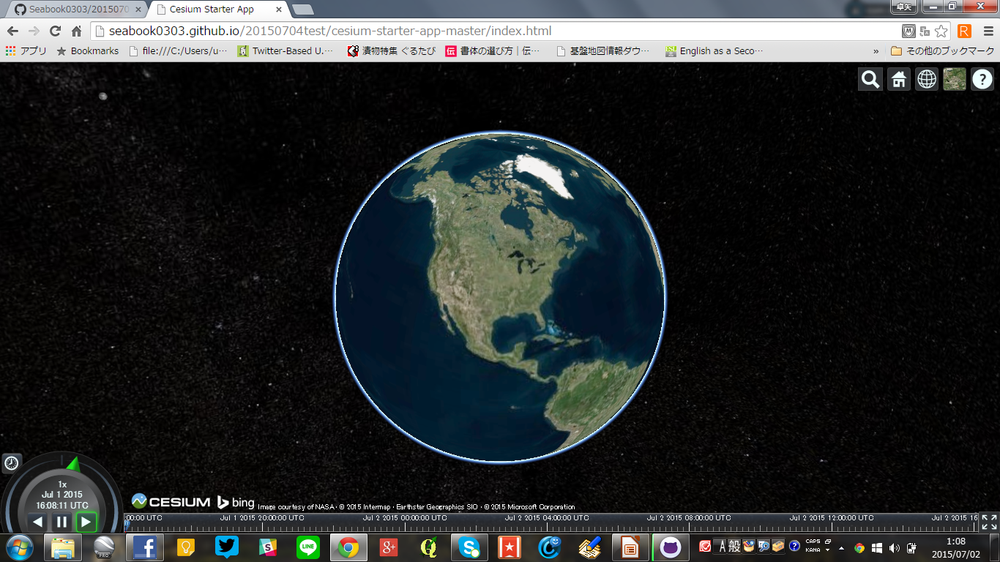 Seabook0303/2015070
Cesium Starter App
卓矢
seabook0303.github.io/20150704test/cesium-starter-app-master/index.html
アプリ Bookmarks file:///C:/Users/u… Twitter-Based U… 漬物特集 ぐるたび 書体の選び方 | 伝… 基盤地図情報ダウ… English as a Seco… » その他のブックマーク
1x
Jul 1 2015
16:08:11 UTC
CESIUM bing Image courtesy of NASA · © 2015 Intermap · Earthstar Geographics SIO · © 2015 Microsoft Corporation
:00:00 UTC Jul 1 2015 20:00:00 UTC Jul 2 2015 00:00:00 UTC Jul 2 2015 04:00:00 UTC Jul 2 2015 08:00:00 UTC Jul 2 2015 12:00:00 UTC Jul 2 2015 16
PRO
LINE
A 般
CAPS
KANA
1:08
2015/07/02